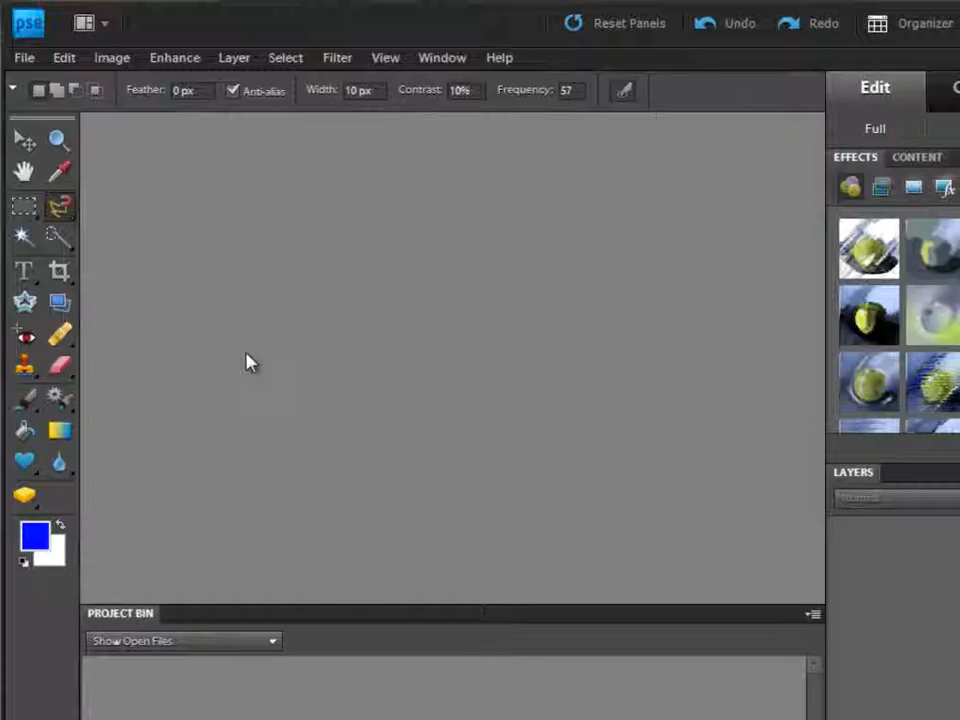 pse Reset Panels Undo Redo Organizer
File Edit Image Enhance Layer Select Filter View Window Help
Feather: 0 px Anti-alias Width: 10 px Contrast: 10% Frequency: 57
Edit
Full
EFFECTS CONTENT
LAYERS
Normal
PROJECT BIN
Show Open Files